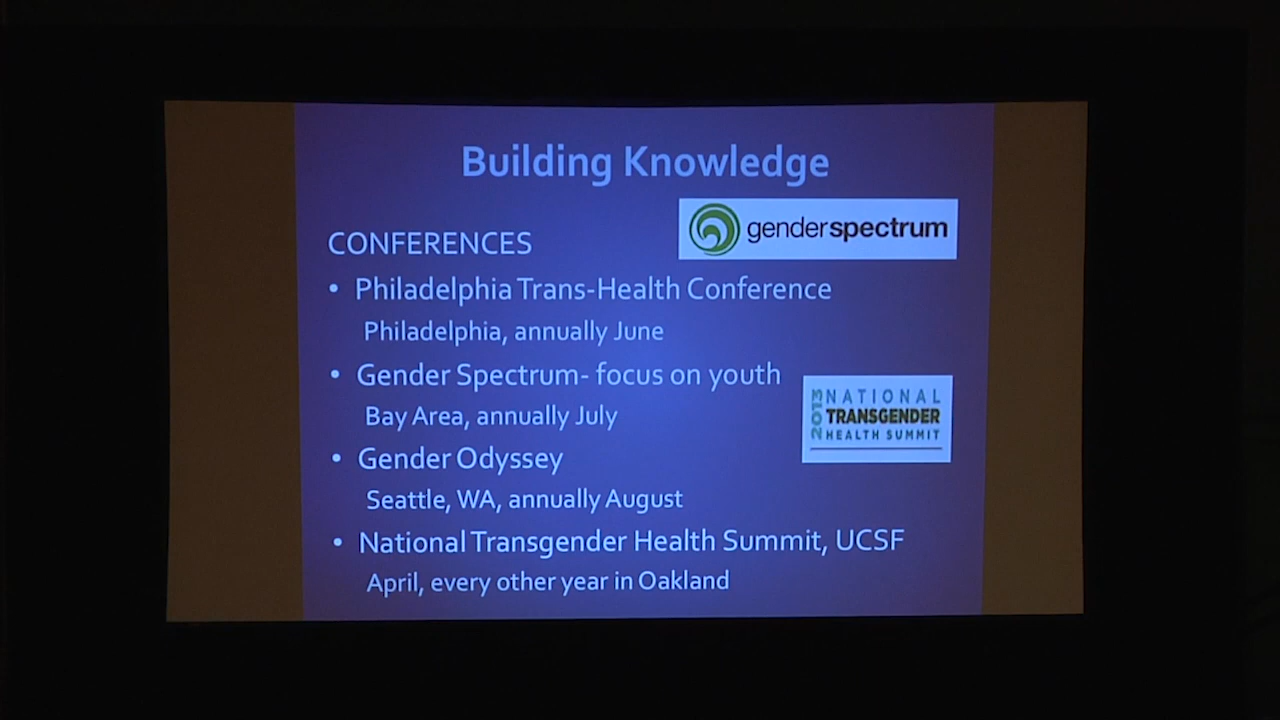 Building Knowledge
genderspectrum
CONFERENCES
• Philadelphia Trans-Health Conference
Philadelphia, annually June
• Gender Spectrum- focus on youth
Bay Area, annually July
2013 NATIONAL
TRANSGENDER
HEALTH SUMMIT
• Gender Odyssey
Seattle, WA, annually August
• National Transgender Health Summit, UCSF
April, every other year in Oakland